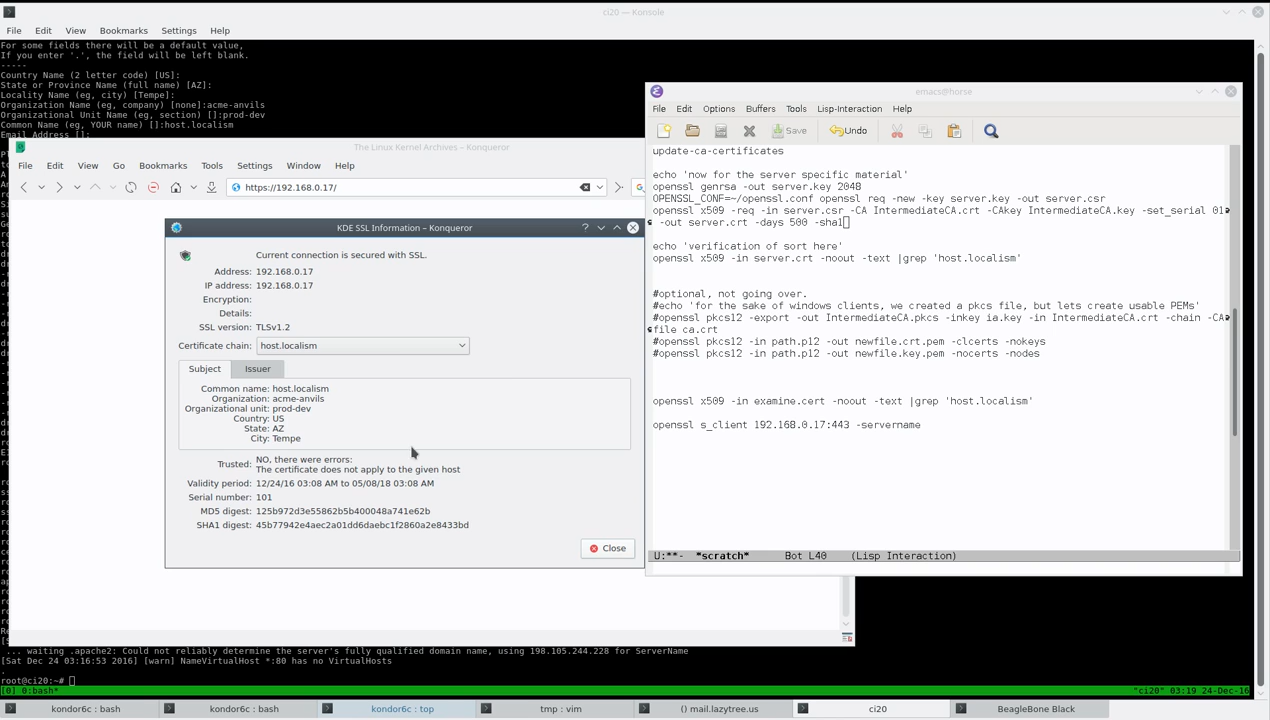 ci20 — Konsole
File Edit View Bookmarks Settings Help
For some fields there will be a default value,
If you enter '.', the field will be left blank.
-----
Country Name (2 letter code) [US]:
State or Province Name (full name) [AZ]:
Locality Name (eg, city) [Tempe]:
Organization Name (eg, company) [none]:acme-anvils
Organizational Unit Name (eg, section) []:prod-dev
Common Name (eg, YOUR name) []:host.localism
Email Address []:
The Linux Kernel Archives – Konqueror
File Edit View Go Bookmarks Tools Settings Window Help
https://192.168.0.17/
KDE SSL Information – Konqueror
Current connection is secured with SSL.
Address: 192.168.0.17
IP address: 192.168.0.17
Encryption:
Details:
SSL version: TLSv1.2
Certificate chain: host.localism
Subject Issuer
Common name: host.localism
Organization: acme-anvils
Organizational unit: prod-dev
Country: US
State: AZ
City: Tempe
Trusted: NO, there were errors:
The certificate does not apply to the given host
Validity period: 12/24/16 03:08 AM to 05/08/18 03:08 AM
Serial number: 101
MD5 digest: 125b972d3e55862b5b400048a741e62b
SHA1 digest: 45b77942e4aec2a01dd6daebc1f2860a2e8433bd
Close
emacs@horse
File Edit Options Buffers Tools Lisp-Interaction Help
Save Undo
update-ca-certificates
echo 'now for the server specific material'
openssl genrsa -out server.key 2048
OPENSSL_CONF=~/openssl.conf openssl req -new -key server.key -out server.csr
openssl x509 -req -in server.csr -CA IntermediateCA.crt -CAkey IntermediateCA.key -set_serial 01
-out server.crt -days 500 -sha1
echo 'verification of sort here'
openssl x509 -in server.crt -noout -text |grep 'host.localism'
#optional, not going over.
#echo 'for the sake of windows clients, we created a pkcs file, but lets create usable PEMs'
#openssl pkcs12 -export -out IntermediateCA.pkcs -inkey ia.key -in IntermediateCA.crt -chain -CA
file ca.crt
#openssl pkcs12 -in path.p12 -out newfile.crt.pem -clcerts -nokeys
#openssl pkcs12 -in path.p12 -out newfile.key.pem -nocerts -nodes
openssl x509 -in examine.cert -noout -text |grep 'host.localism'
openssl s_client 192.168.0.17:443 -servername
U:**- *scratch* Bot L40 (Lisp Interaction)
... waiting .apache2: Could not reliably determine the server's fully qualified domain name, using 198.105.244.228 for ServerName
[Sat Dec 24 03:16:53 2016] [warn] NameVirtualHost *:80 has no VirtualHosts
.
root@ci20:~#
[0] 0:bash* "ci20" 03:19 24-Dec-16
kondor6c : bash kondor6c : bash kondor6c : top tmp : vim () mail.lazytree.us ci20 BeagleBone Black